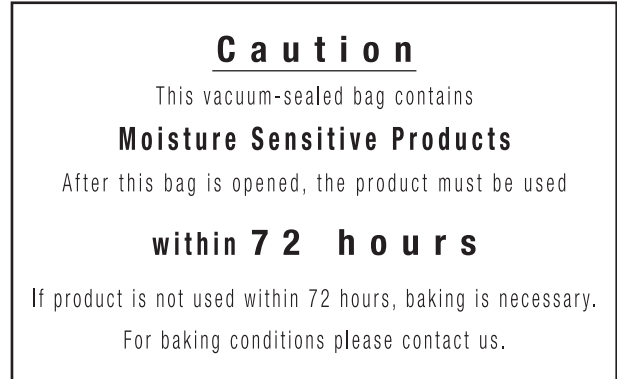 Caution
This vacuum-sealed bag contains
Moisture Sensitive Products
After this bag is opened, the product must be used
within 72 hours
If product is not used within 72 hours, baking is necessary.
For baking conditions please contact us.